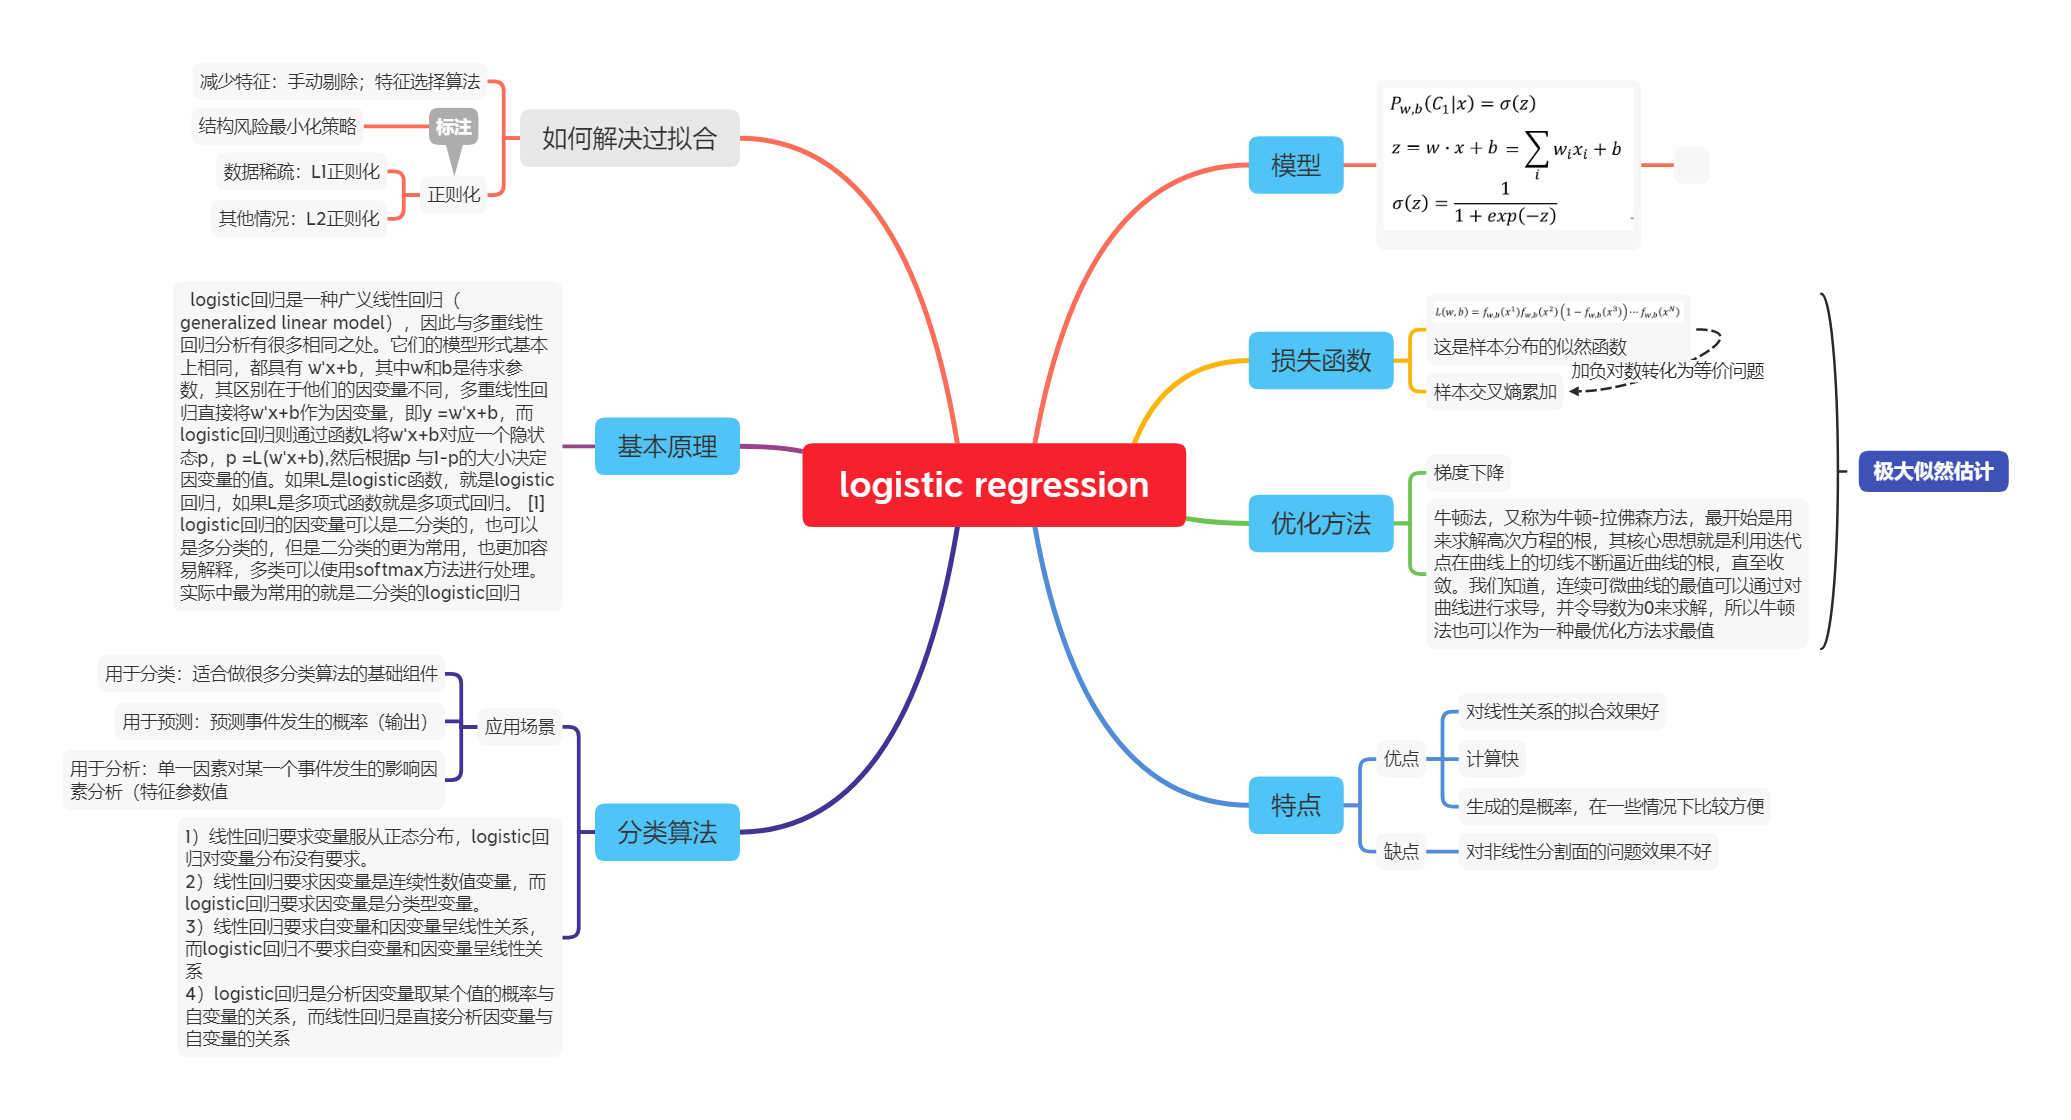 logistic regression
如何解决过拟合
减少特征：手动剔除；特征选择算法
结构风险最小化策略
标注
数据稀疏：L1正则化
正则化
其他情况：L2正则化
基本原理
logistic回归是一种广义线性回归（
generalized linear model），因此与多重线性
回归分析有很多相同之处。它们的模型形式基本
上相同，都具有 w'x+b，其中w和b是待求参
数，其区别在于他们的因变量不同，多重线性回
归直接将w'x+b作为因变量，即y =w'x+b，而
logistic回归则通过函数L将w'x+b对应一个隐状
态p，p =L(w'x+b),然后根据p 与1-p的大小决定
因变量的值。如果L是logistic函数，就是logistic
回归，如果L是多项式函数就是多项式回归。 [1]
logistic回归的因变量可以是二分类的，也可以
是多分类的，但是二分类的更为常用，也更加容
易解释，多类可以使用softmax方法进行处理。
实际中最为常用的就是二分类的logistic回归
分类算法
应用场景
用于分类：适合做很多分类算法的基础组件
用于预测：预测事件发生的概率（输出）
用于分析：单一因素对某一个事件发生的影响因
素分析（特征参数值
1）线性回归要求变量服从正态分布，logistic回
归对变量分布没有要求。
2）线性回归要求因变量是连续性数值变量，而
logistic回归要求因变量是分类型变量。
3）线性回归要求自变量和因变量呈线性关系，
而logistic回归不要求自变量和因变量呈线性关
系
4）logistic回归是分析因变量取某个值的概率与
自变量的关系，而线性回归是直接分析因变量与
自变量的关系
模型
P_{w,b}(C_1|x) = σ(z)
z = w · x + b = ∑_i w_i x_i + b
σ(z) = 1 / (1 + exp(−z))
损失函数
L(w, b) = f_{w,b}(x^1) f_{w,b}(x^2) (1 − f_{w,b}(x^3)) ··· f_{w,b}(x^N)
这是样本分布的似然函数
加负对数转化为等价问题
样本交叉熵累加
优化方法
梯度下降
牛顿法，又称为牛顿-拉佛森方法，最开始是用
来求解高次方程的根，其核心思想就是利用迭代
点在曲线上的切线不断逼近曲线的根，直至收
敛。我们知道，连续可微曲线的最值可以通过对
曲线进行求导，并令导数为0来求解，所以牛顿
法也可以作为一种最优化方法求最值
极大似然估计
特点
优点
对线性关系的拟合效果好
计算快
生成的是概率，在一些情况下比较方便
缺点
对非线性分割面的问题效果不好